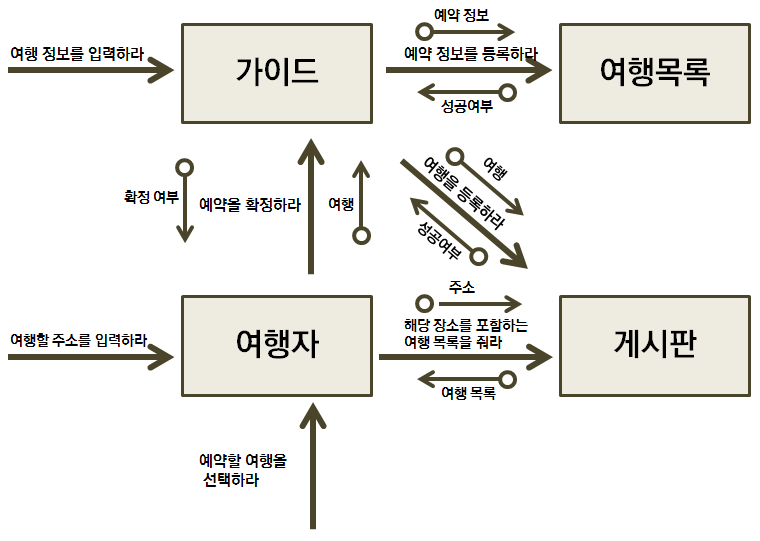 예약 정보
여행 정보를 입력하라
가이드
예약 정보를 등록하라
여행목록
성공여부
확정 여부
예약을 확정하라
여행
여행
여행을 등록하라
성공여부
주소
여행할 주소를 입력하라
여행자
해당 장소를 포함하는
여행 목록을 줘라
게시판
여행 목록
예약할 여행을
선택하라